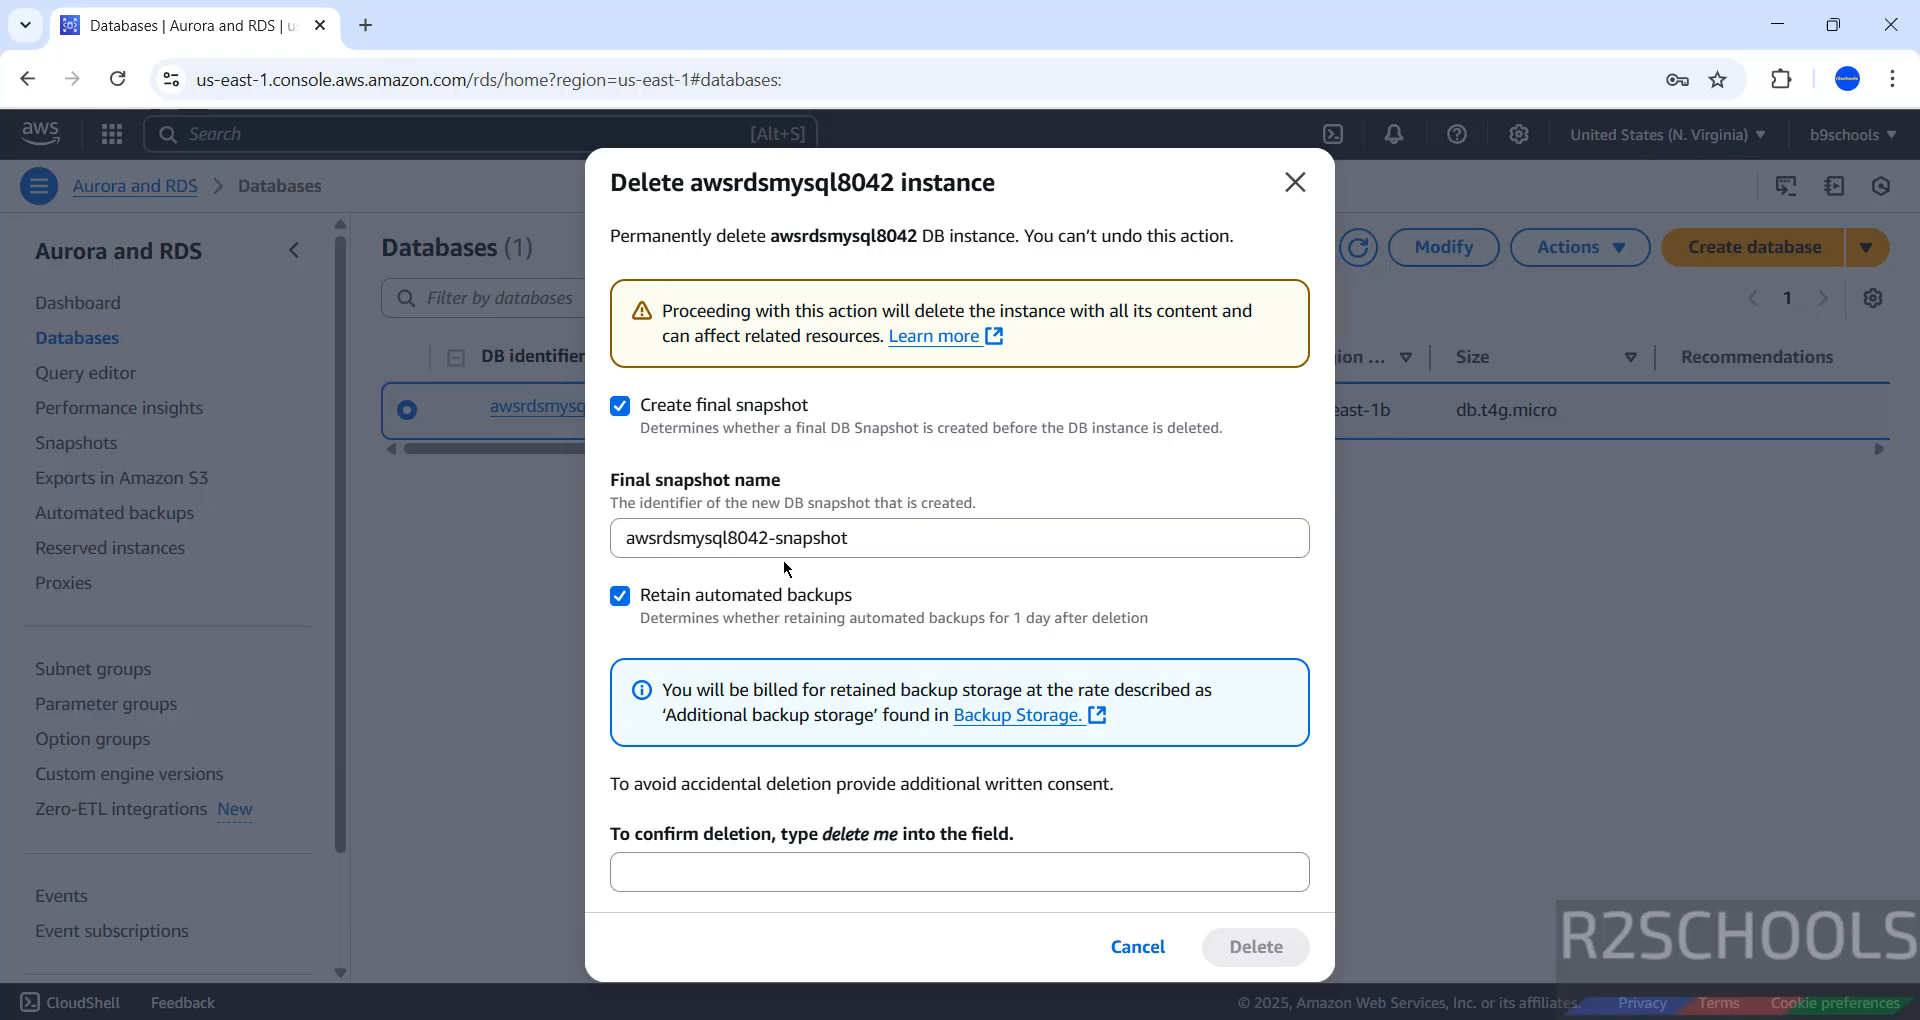 Databases | Aurora and RDS | u
us-east-1.console.aws.amazon.com/rds/home?region=us-east-1#databases:
aws
Search
[Alt+S]
United States (N. Virginia)
b9schools
Aurora and RDS
Databases
Delete awsrdsmysql8042 instance
Permanently delete awsrdsmysql8042 DB instance. You can't undo this action.
Proceeding with this action will delete the instance with all its content and
can affect related resources. Learn more
Create final snapshot
Determines whether a final DB Snapshot is created before the DB instance is deleted.
Final snapshot name
The identifier of the new DB snapshot that is created.
awsrdsmysql8042-snapshot
Retain automated backups
Determines whether retaining automated backups for 1 day after deletion
You will be billed for retained backup storage at the rate described as
'Additional backup storage' found in Backup Storage.
To avoid accidental deletion provide additional written consent.
To confirm deletion, type delete me into the field.
Cancel
Delete
Aurora and RDS
Dashboard
Databases
Query editor
Performance insights
Snapshots
Exports in Amazon S3
Automated backups
Reserved instances
Proxies
Subnet groups
Parameter groups
Option groups
Custom engine versions
Zero-ETL integrations New
Events
Event subscriptions
Databases (1)
Modify
Actions
Create database
Filter by databases
1
DB identifier
ion ...
Size
Recommendations
awsrdsmysq
east-1b
db.t4g.micro
R2SCHOOLS
CloudShell
Feedback
© 2025, Amazon Web Services, Inc. or its affiliates.
Privacy
Terms
Cookie preferences